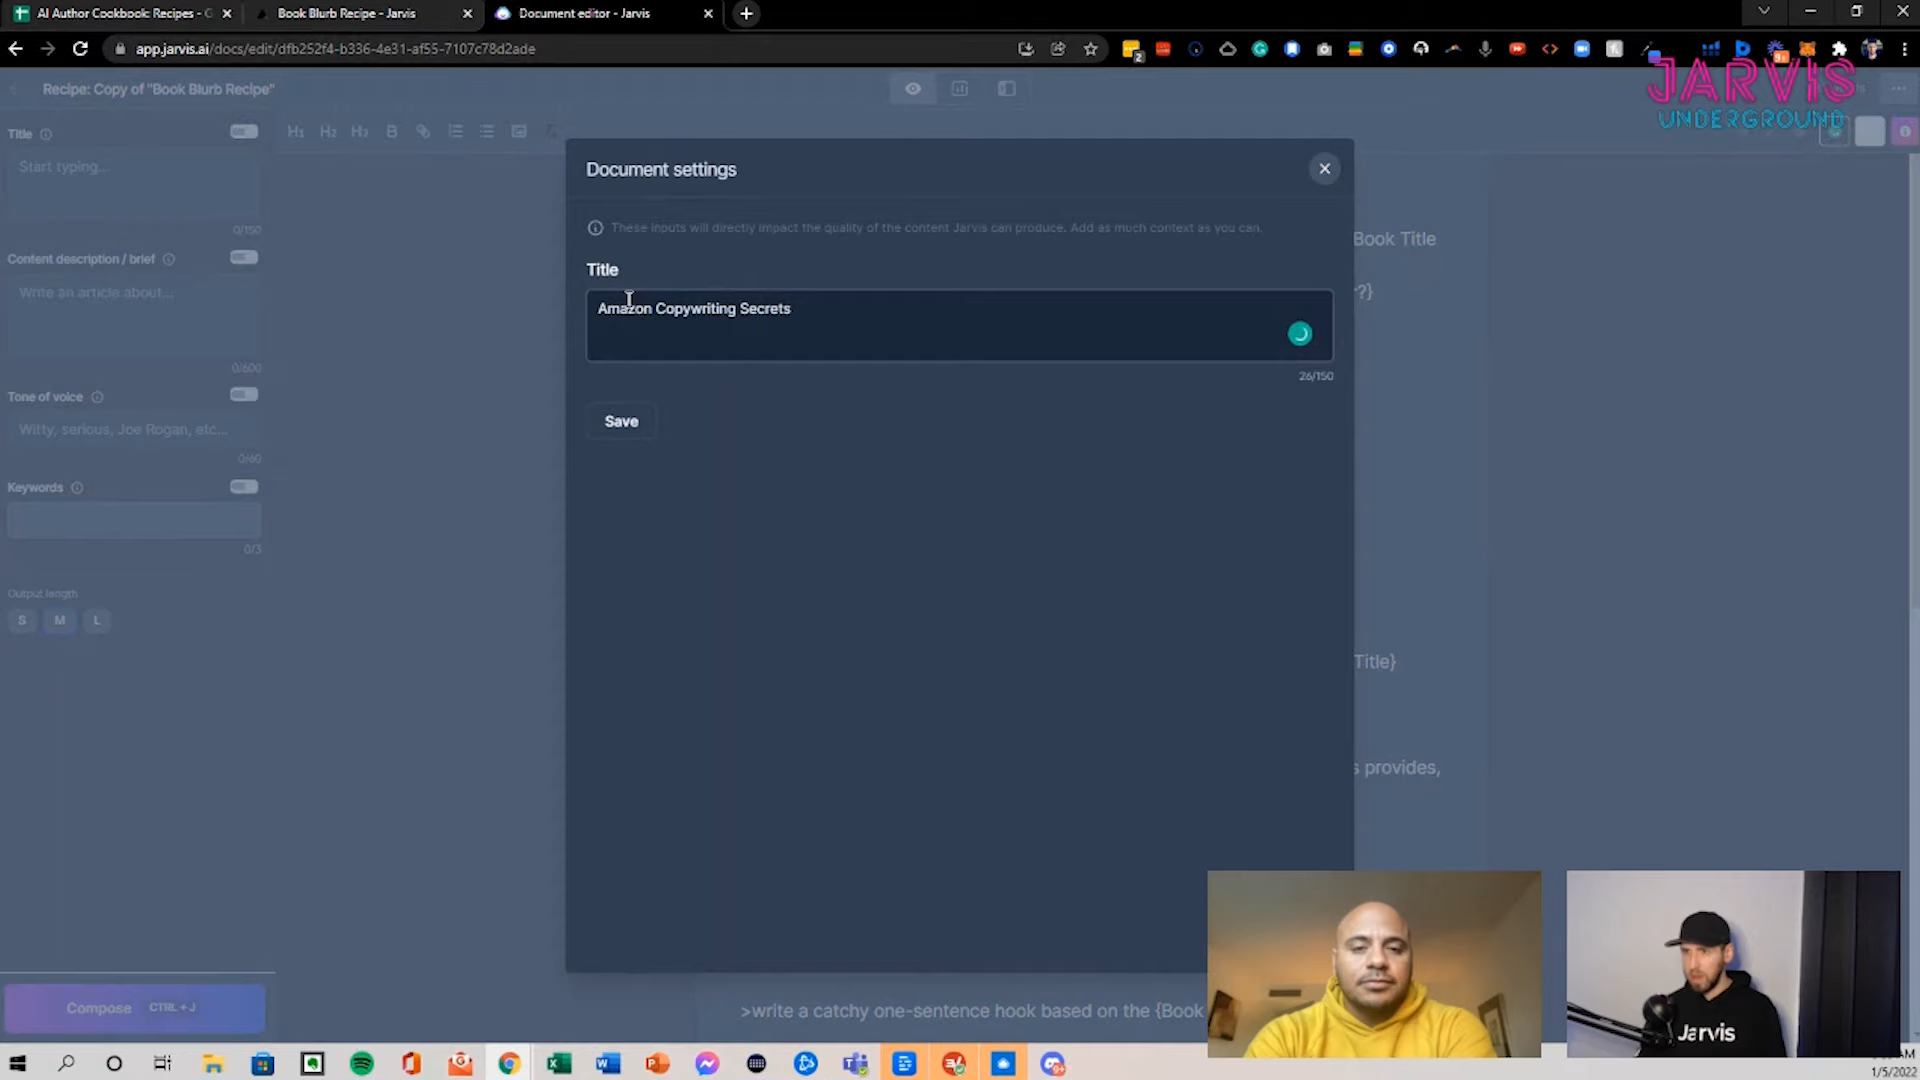 AI Author Cookbook: Recipes - G
Book Blurb Recipe - Jarvis
Document editor - Jarvis
app.jarvis.ai/docs/edit/dfb252f4-b336-4e31-af55-7107c78d2ade
JARVIS
UNDERGROUND
Recipe: Copy of "Book Blurb Recipe"
Title
H1 H2 H3 B
Start typing...
0/150
Content description / brief
Write an article about...
0/600
Tone of voice
Witty, serious, Joe Rogan, etc...
0/60
Keywords
0/3
Output length
S M L
Compose CTRL+J
Document settings
These inputs will directly impact the quality of the content Jarvis can produce. Add as much context as you can.
Title
Amazon Copywriting Secrets
26/150
Save
Book Title
r?}
Title}
s provides,
>write a catchy one-sentence hook based on the {Book
Jarvis
AM
1/5/2022